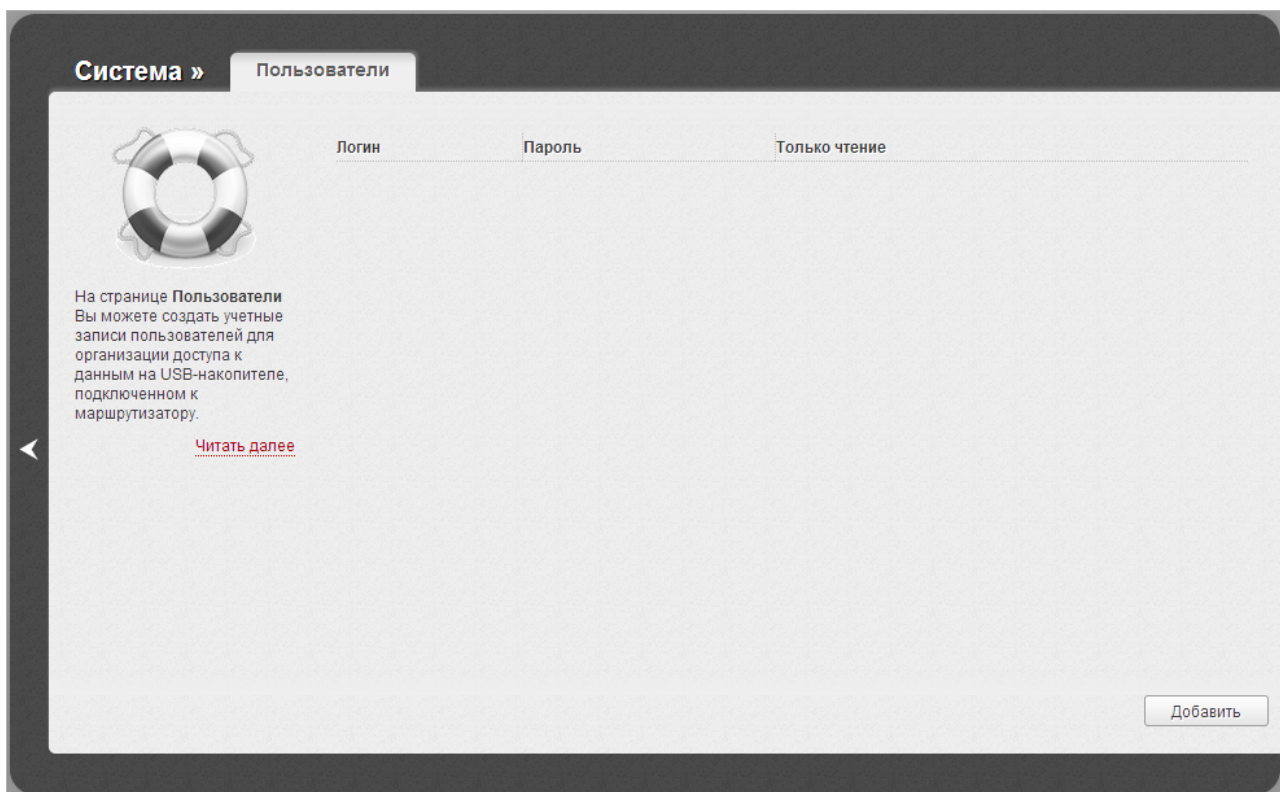 Система » Пользователи
Логин Пароль Только чтение
На странице Пользователи
Вы можете создать учетные
записи пользователей для
организации доступа к
данным на USB-накопителе,
подключенном к
маршрутизатору.
Читать далее
Добавить